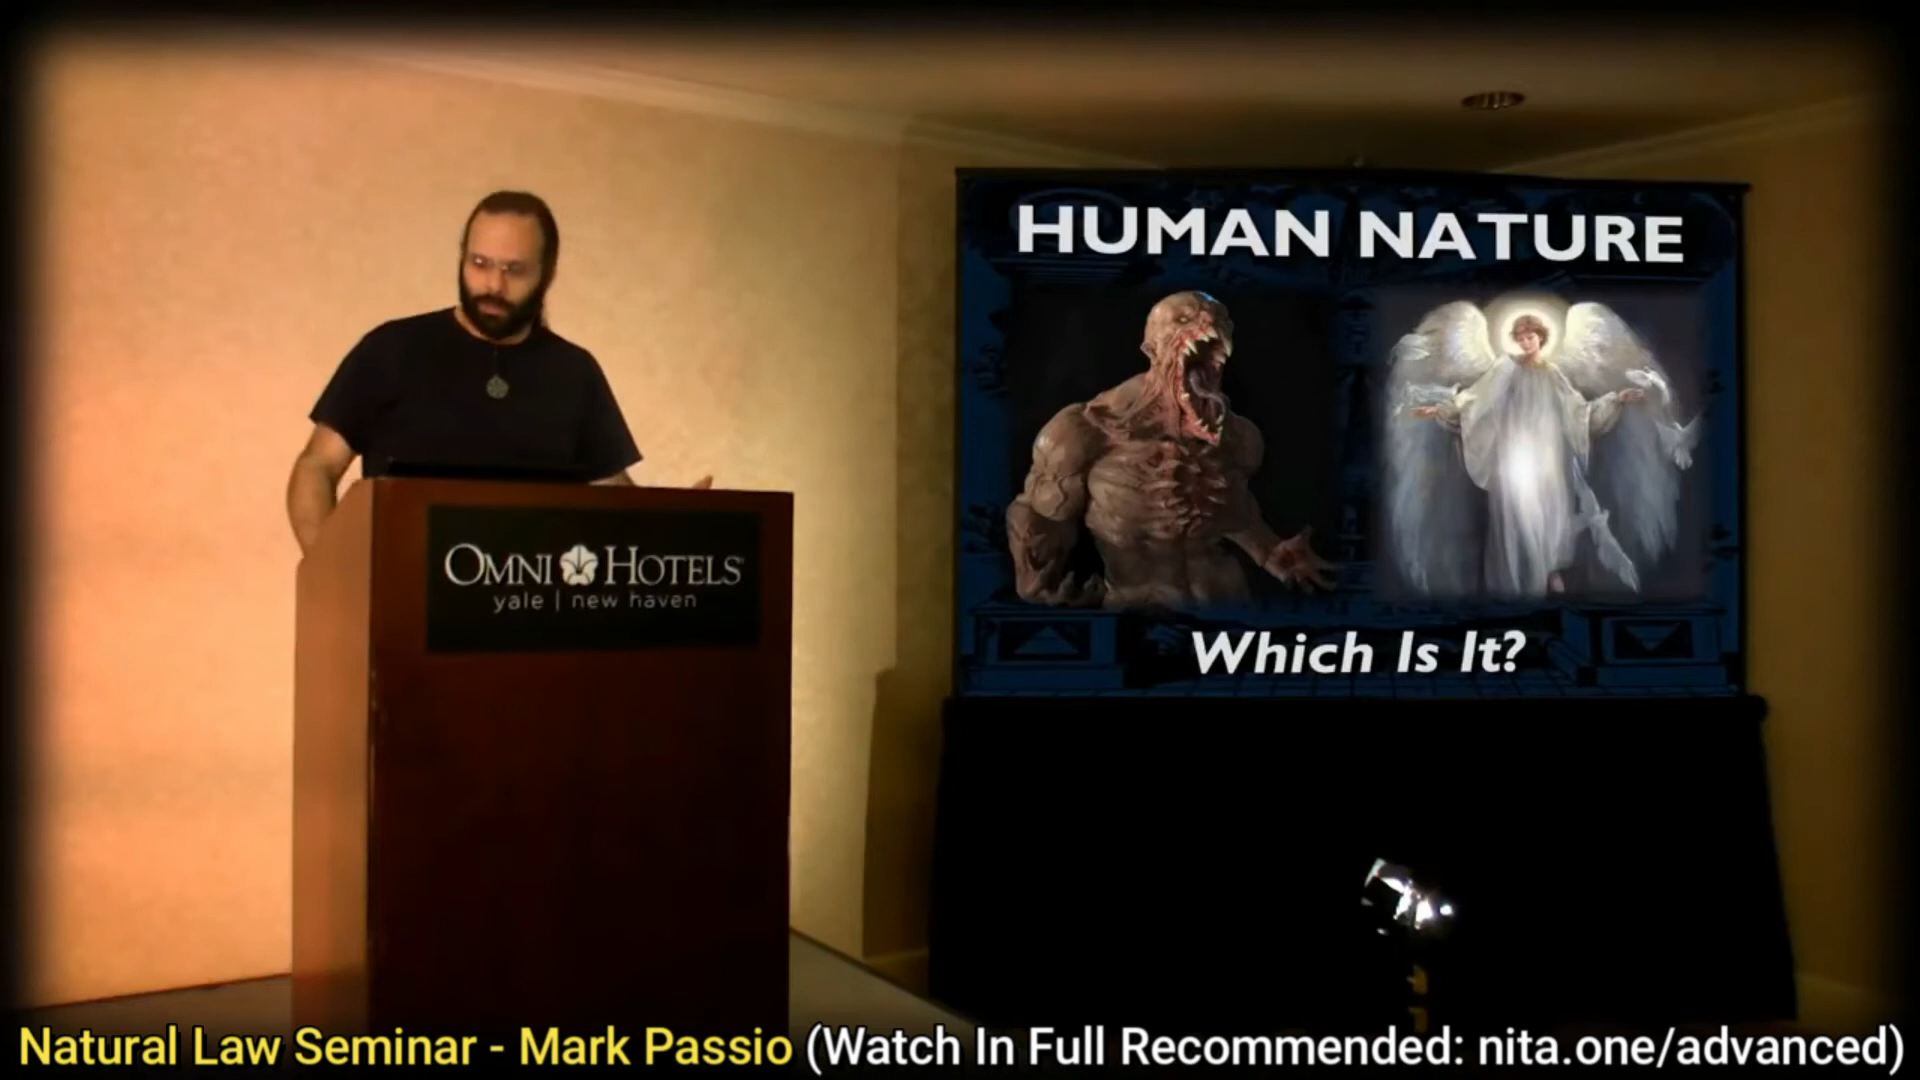 HUMAN NATURE
Which Is It?
OMNI HOTELS
yale | new haven
Natural Law Seminar - Mark Passio (Watch In Full Recommended: nita.one/advanced)